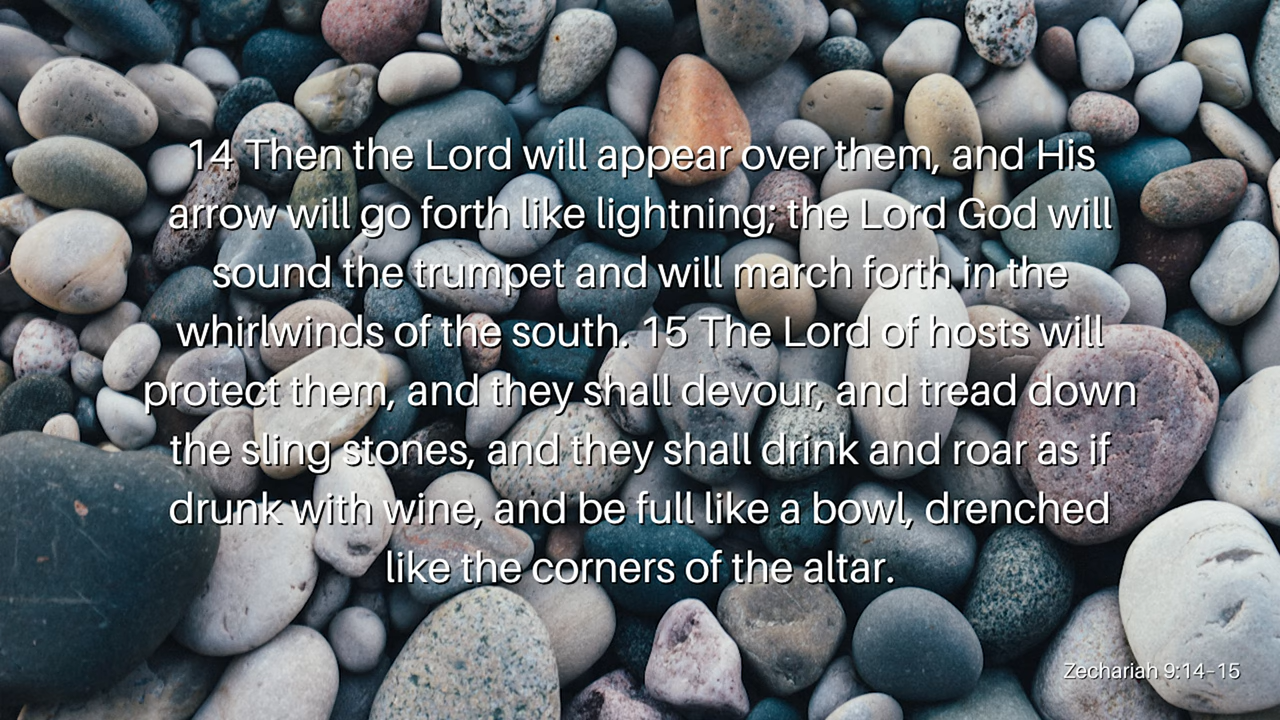 14 Then the Lord will appear over them, and His
arrow will go forth like lightning; the Lord God will
sound the trumpet and will march forth in the
whirlwinds of the south. 15 The Lord of hosts will
protect them, and they shall devour, and tread down
the sling stones, and they shall drink and roar as if
drunk with wine, and be full like a bowl, drenched
like the corners of the altar.
Zechariah 9:14–15